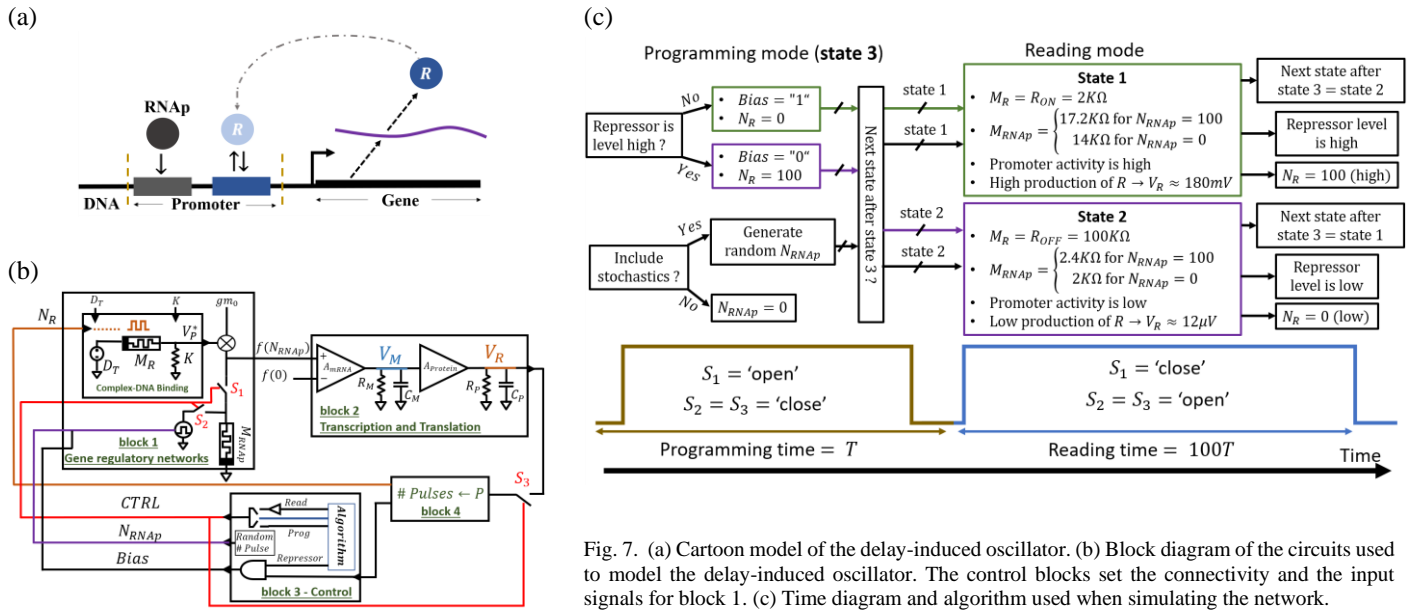 (a)
RNAp
R
R
DNA
Promoter
Gene
(b)
N_R
D_T
K
gm_0
V_P^*
D_T
M_R
K
Complex-DNA Binding
S_1
S_2
M_RNAp
block 1
Gene regulatory networks
f(N_RNAp)
f(0)
+
−
A_mRNA
V_M
A_Protein
V_R
R_M
C_M
R_P
C_P
block 2
Transcription and Translation
S_3
# Pulses ← P
block 4
CTRL
N_RNAp
Bias
Read
Prog
Random
# Pulse
Repressor
Algorithm
block 3 - Control
(c)
Programming mode (state 3)
Reading mode
Repressor is
level high ?
No
Yes
• Bias = "1"
• N_R = 0
• Bias = "0"
• N_R = 100
Include
stochastics ?
Yes
No
Generate
random N_RNAp
N_RNAp = 0
Next state after state 3 ?
state 1
state 1
state 2
state 2
State 1
• M_R = R_ON = 2KΩ
• M_RNAp = { 17.2KΩ for N_RNAp = 100
14KΩ for N_RNAp = 0
• Promoter activity is high
• High production of R → V_R ≈ 180mV
Next state after
state 3 = state 2
Repressor level
is high
N_R = 100 (high)
State 2
• M_R = R_OFF = 100KΩ
• M_RNAp = { 2.4KΩ for N_RNAp = 100
2KΩ for N_RNAp = 0
• Promoter activity is low
• Low production of R → V_R ≈ 12μV
Next state after
state 3 = state 1
Repressor
level is low
N_R = 0 (low)
S_1 = ‘open’
S_2 = S_3 = ‘close’
S_1 = ‘close’
S_2 = S_3 = ‘open’
Programming time = T
Reading time = 100T
Time
Fig. 7. (a) Cartoon model of the delay-induced oscillator. (b) Block diagram of the circuits used
to model the delay-induced oscillator. The control blocks set the connectivity and the input
signals for block 1. (c) Time diagram and algorithm used when simulating the network.